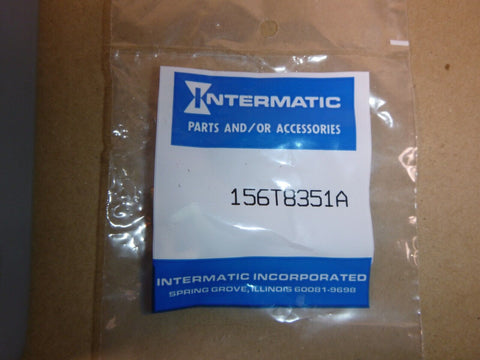 INTERMATIC
PARTS AND/OR ACCESSORIES
156T8351A
INTERMATIC INCORPORATED
SPRING GROVE, ILLINOIS 60081-9698